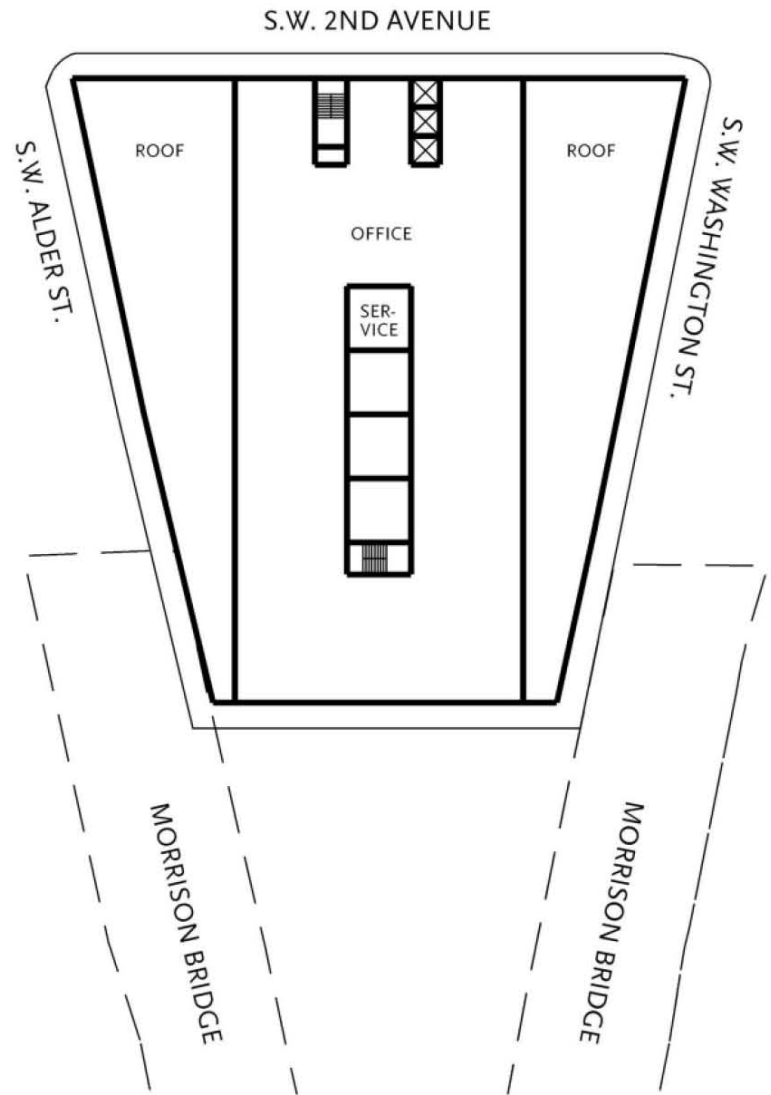 S.W. 2ND AVENUE
ROOF
ROOF
S.W. ALDER ST.
S.W. WASHINGTON ST.
OFFICE
SER-
VICE
MORRISON BRIDGE
MORRISON BRIDGE